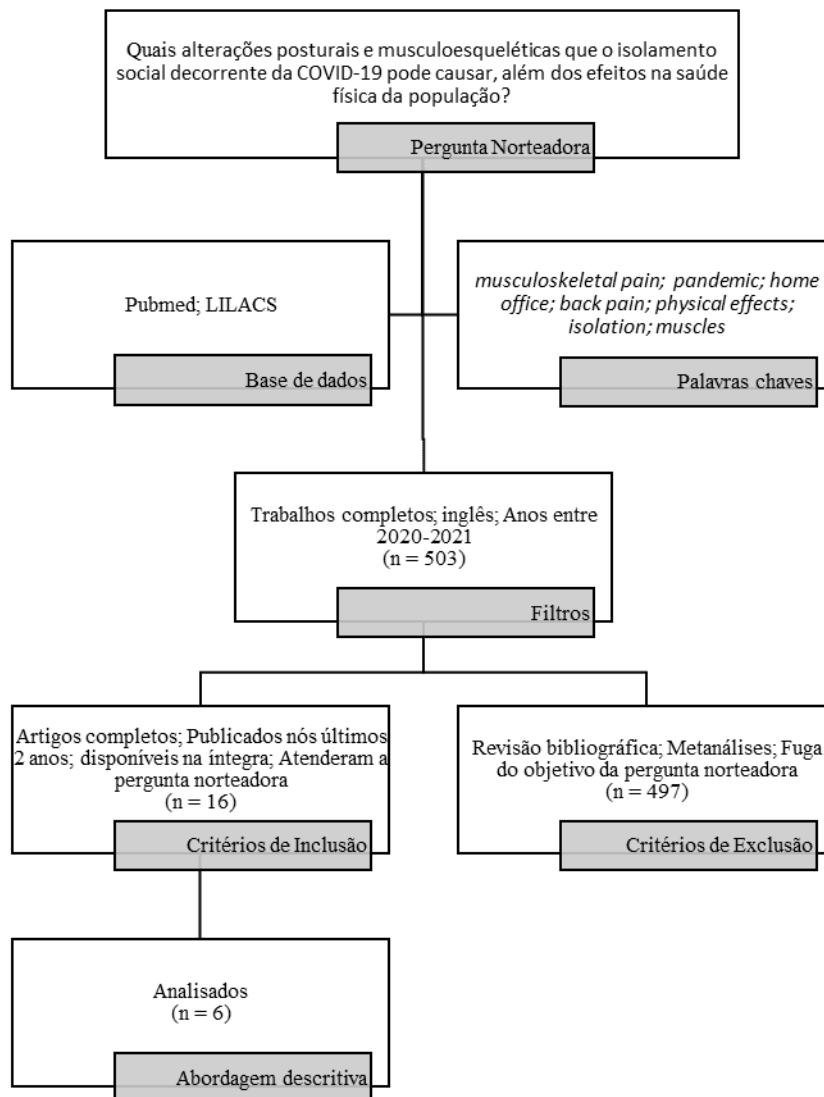 Quais alterações posturais e musculoesqueléticas que o isolamento
social decorrente da COVID-19 pode causar, além dos efeitos na saúde
física da população?
Pergunta Norteadora
Pubmed; LILACS
Base de dados
musculoskeletal pain; pandemic; home
office; back pain; physical effects;
isolation; muscles
Palavras chaves
Trabalhos completos; inglês; Anos entre
2020-2021
(n = 503)
Filtros
Artigos completos; Publicados nós últimos
2 anos; disponíveis na íntegra; Atenderam a
pergunta norteadora
(n = 16)
Critérios de Inclusão
Revisão bibliográfica; Metanálises; Fuga
do objetivo da pergunta norteadora
(n = 497)
Critérios de Exclusão
Analisados
(n = 6)
Abordagem descritiva